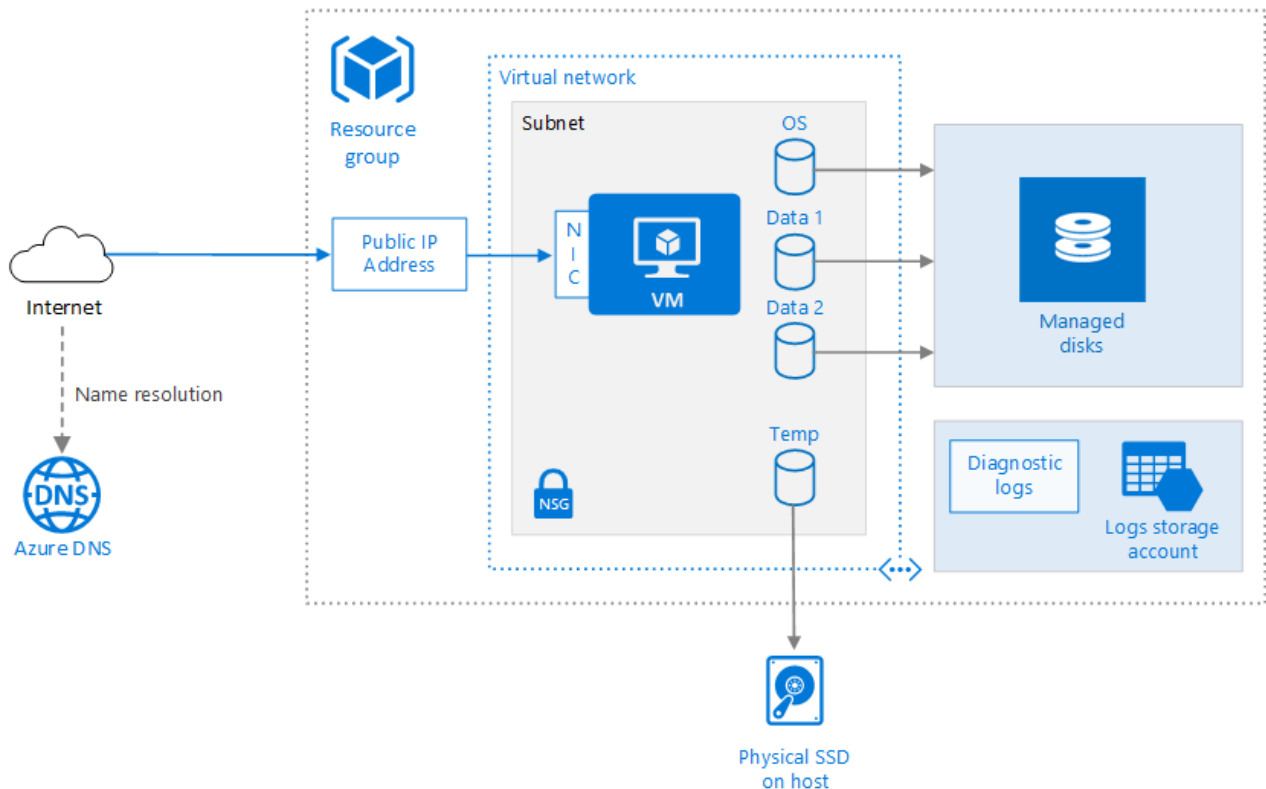 Virtual network
Subnet
OS
Resource
group
Data 1
Public IP
Address
N
I
C
VM
Data 2
Managed
disks
Internet
Name resolution
Temp
NSG
Diagnostic
logs
Logs storage
account
DNS
Azure DNS
Physical SSD
on host